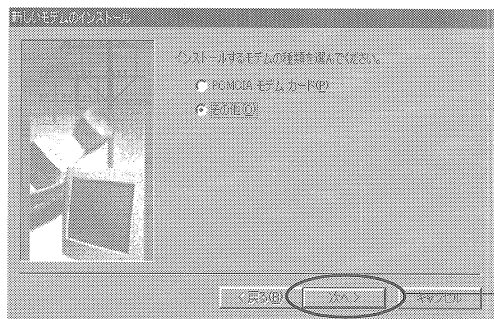 新しいモデムのインストール
インストールするモデムの種類を選んでください。
PCMCIA モデム カード(P)
その他(O)
< 戻る(B)
次へ >
キャンセル